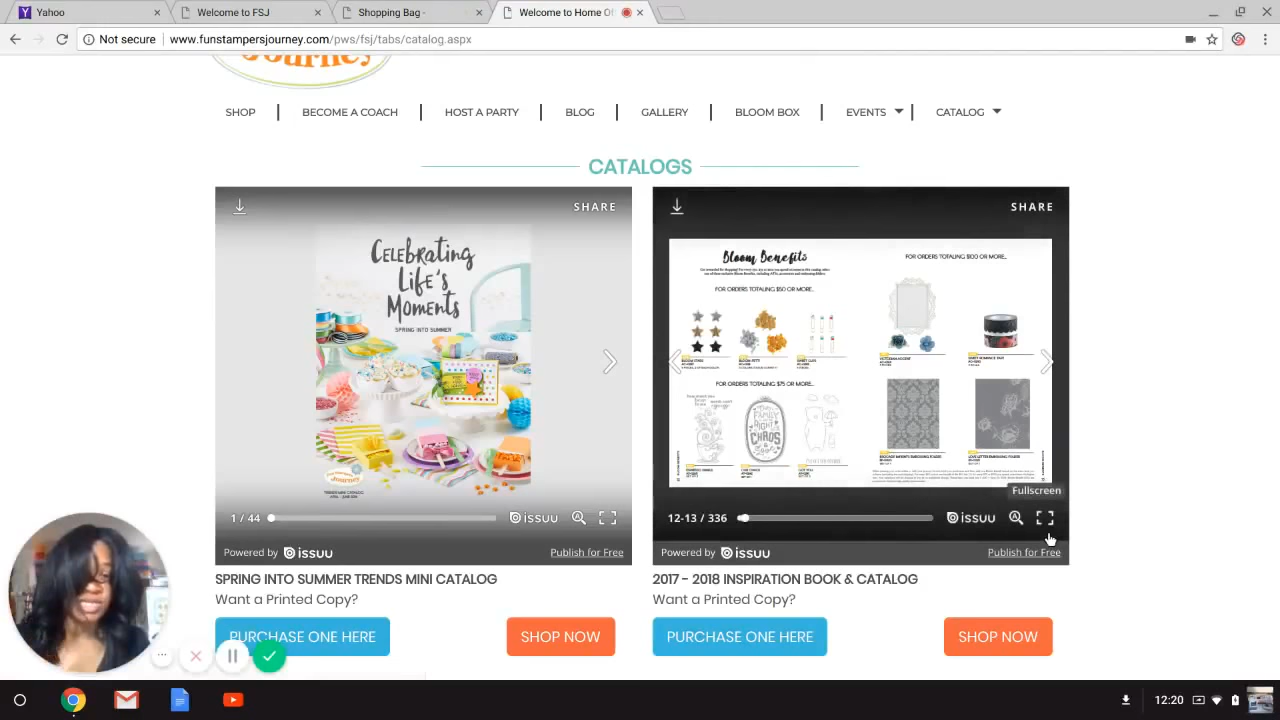 Yahoo
Welcome to FSJ
Shopping Bag -
Welcome to Home Of
Not secure
www.funstampersjourney.com/pws/fsj/tabs/catalog.aspx
Journey
SHOP
BECOME A COACH
HOST A PARTY
BLOG
GALLERY
BLOOM BOX
EVENTS
CATALOG
CATALOGS
SHARE
CELEBRATING
LIFE'S
MOMENTS
SPRING INTO SUMMER
Journey
1 / 44
issuu
Powered by issuu
Publish for Free
SPRING INTO SUMMER TRENDS MINI CATALOG
Want a Printed Copy?
PURCHASE ONE HERE
SHOP NOW
SHARE
Bloom Benefits
FOR ORDERS TOTALING $50 OR MORE...
FOR ORDERS TOTALING $100 OR MORE...
FOR ORDERS TOTALING $75 OR MORE...
Fullscreen
12-13 / 336
issuu
Powered by issuu
Publish for Free
2017 - 2018 INSPIRATION BOOK & CATALOG
Want a Printed Copy?
PURCHASE ONE HERE
SHOP NOW
12:20